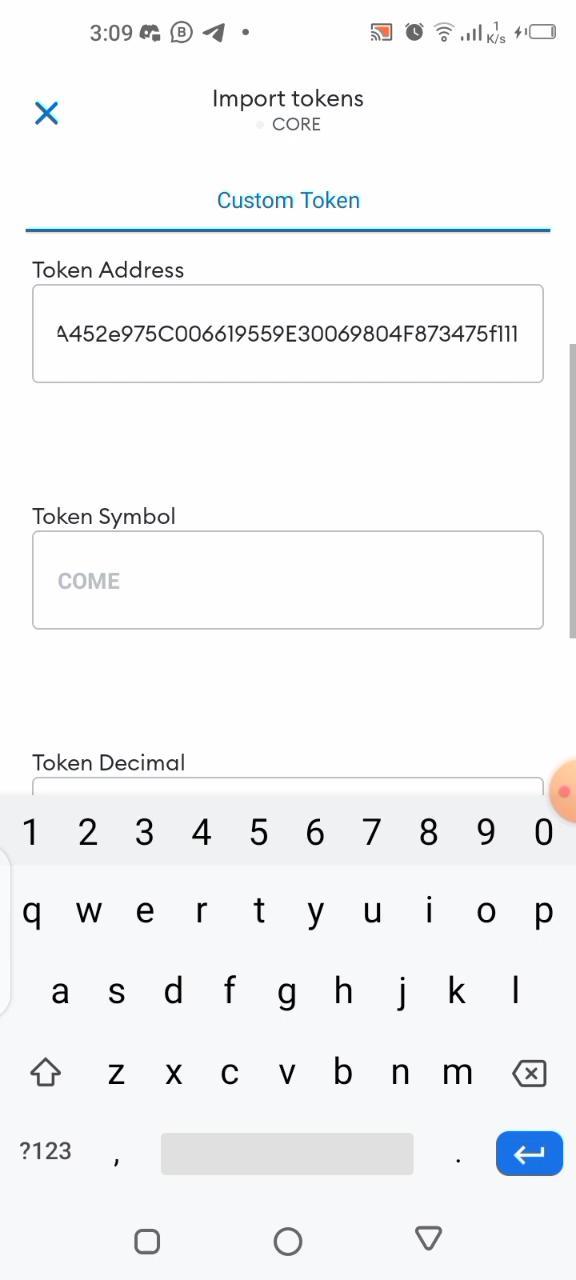 3:09 1 K/s
Import tokens
CORE
Custom Token
Token Address
A452e975C006619559E30069804F873475f111
Token Symbol
COME
Token Decimal
1 2 3 4 5 6 7 8 9 0
q w e r t y u i o p
a s d f g h j k l
z x c v b n m
?123 , .